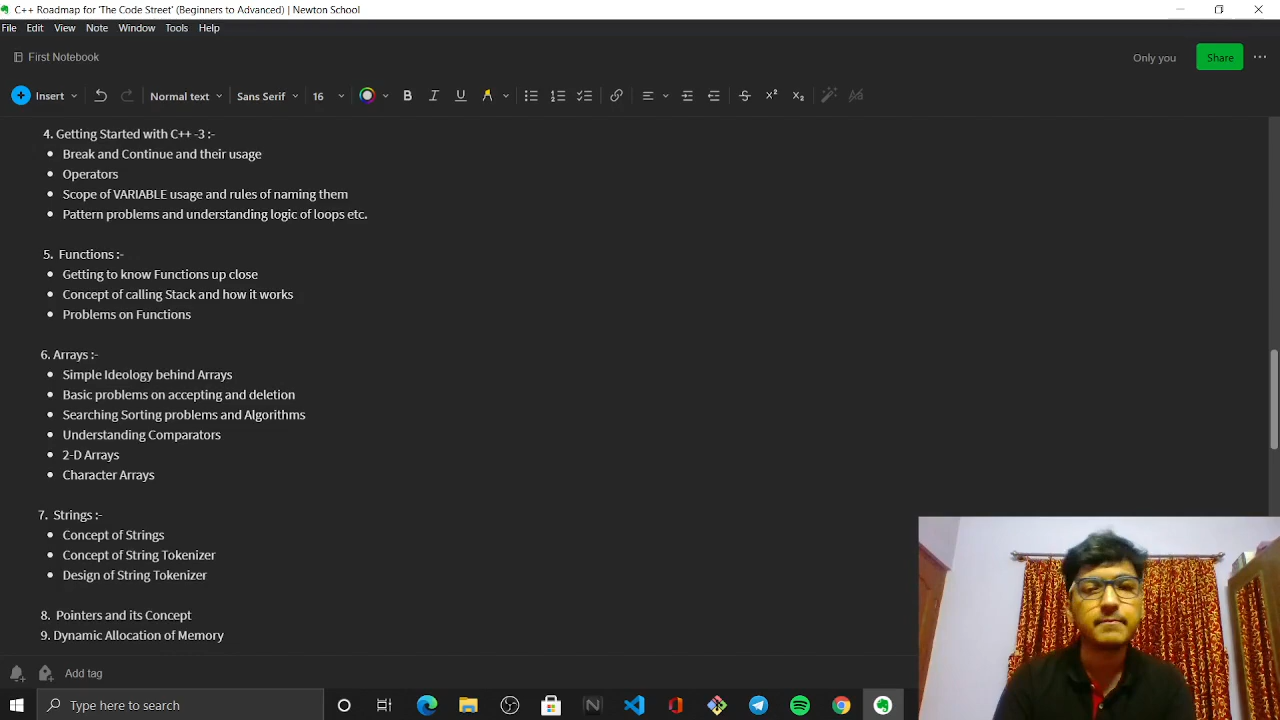 C++ Roadmap for 'The Code Street' (Beginners to Advanced) | Newton School
File Edit View Note Window Tools Help
First Notebook
Only you
Share
Insert
Normal text
Sans Serif
16
4. Getting Started with C++ -3 :-
Break and Continue and their usage
Operators
Scope of VARIABLE usage and rules of naming them
Pattern problems and understanding logic of loops etc.
5. Functions :-
Getting to know Functions up close
Concept of calling Stack and how it works
Problems on Functions
6. Arrays :-
Simple Ideology behind Arrays
Basic problems on accepting and deletion
Searching Sorting problems and Algorithms
Understanding Comparators
2-D Arrays
Character Arrays
7. Strings :-
Concept of Strings
Concept of String Tokenizer
Design of String Tokenizer
8. Pointers and its Concept
9. Dynamic Allocation of Memory
Add tag
Type here to search